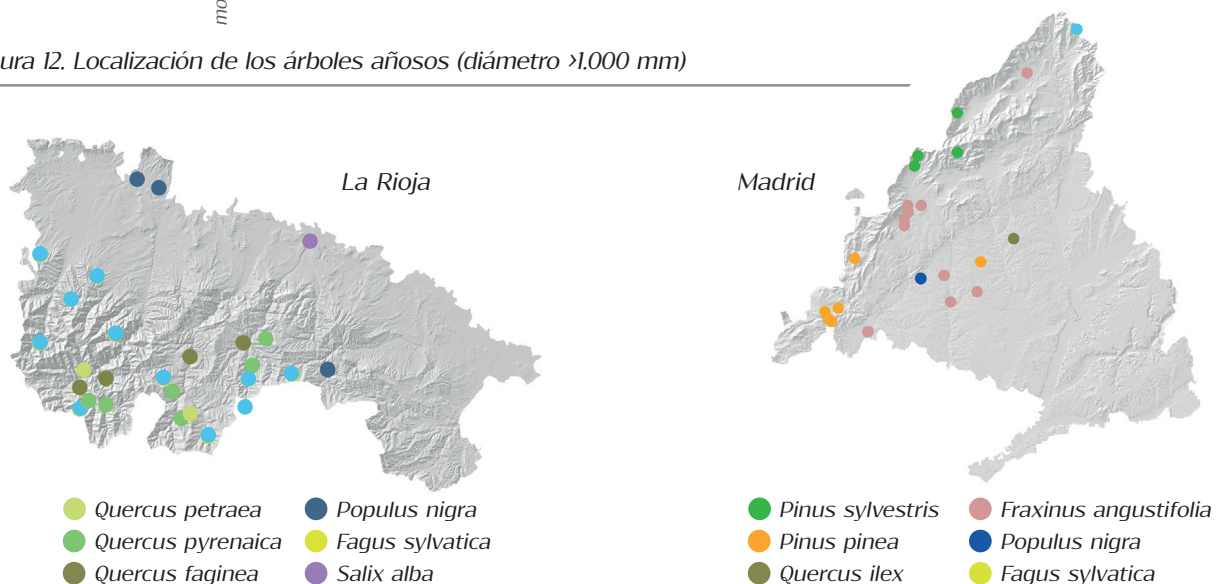 mo
ura 12. Localización de los árboles añosos (diámetro >1.000 mm)
La Rioja
Madrid
Quercus petraea
Populus nigra
Quercus pyrenaica
Fagus sylvatica
Quercus faginea
Salix alba
Pinus sylvestris
Fraxinus angustifolia
Pinus pinea
Populus nigra
Quercus ilex
Fagus sylvatica